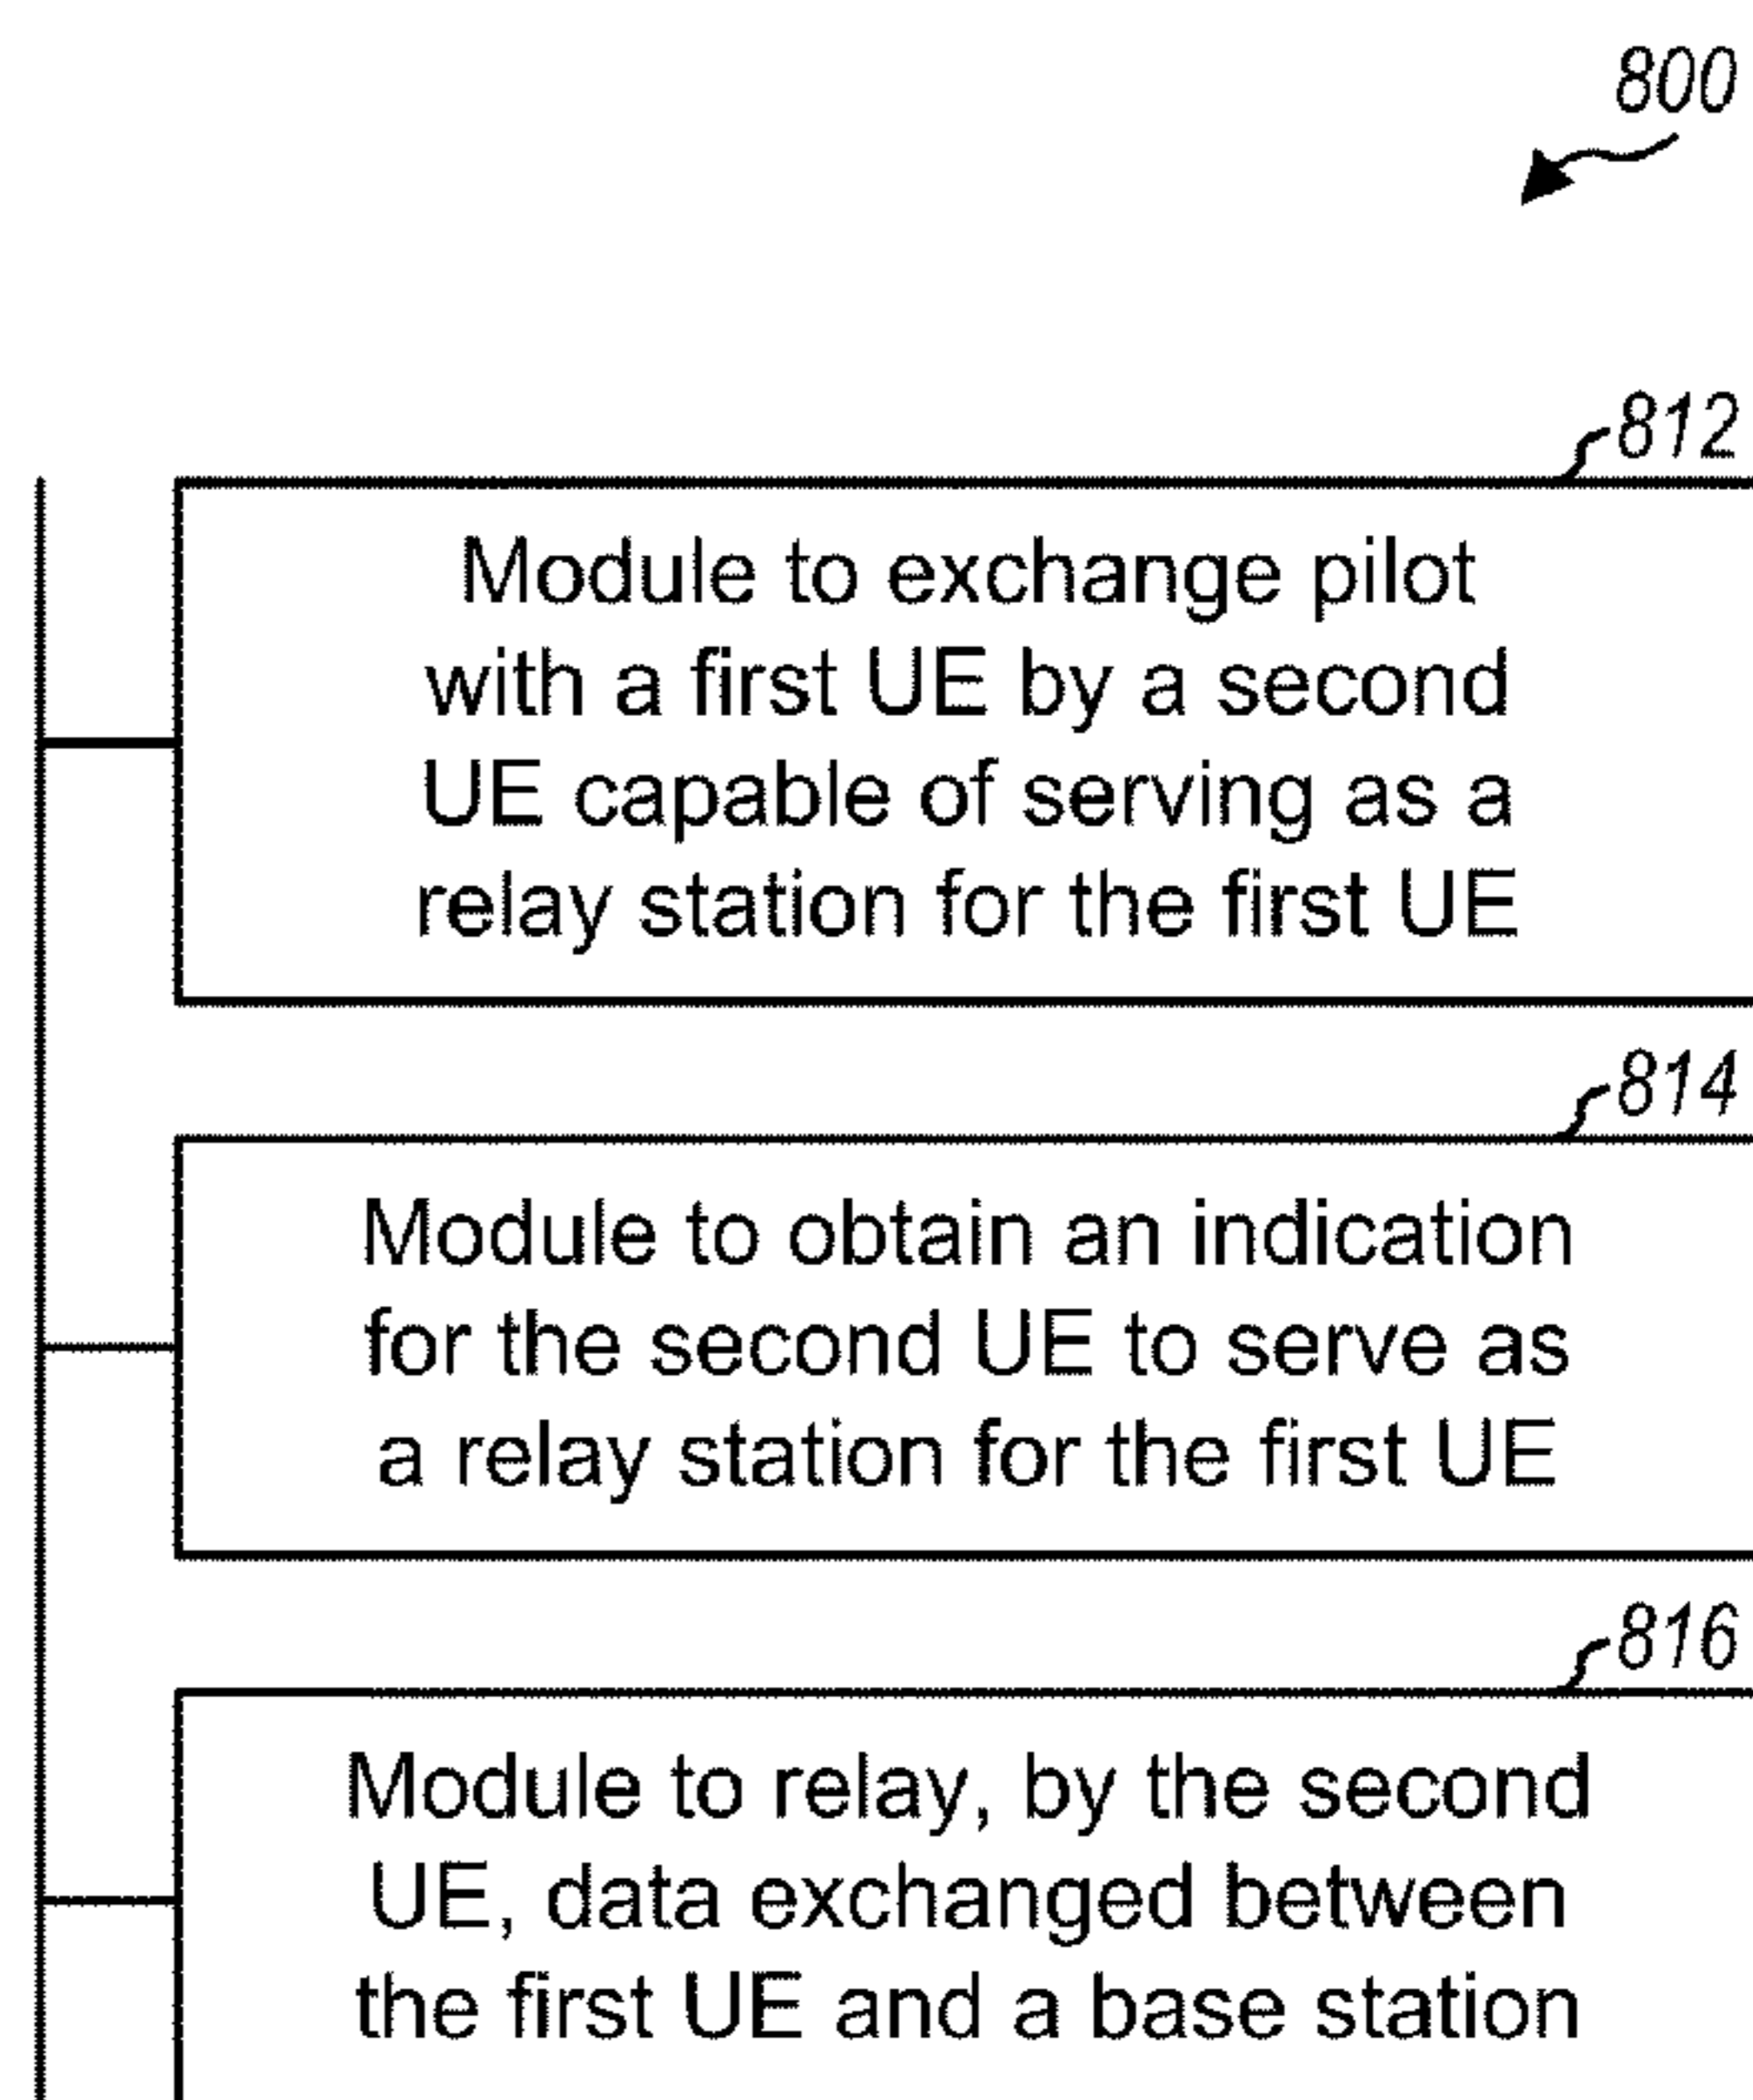 800
812
Module to exchange pilot
with a first UE by a second
UE capable of serving as a
relay station for the first UE
814
Module to obtain an indication
for the second UE to serve as
a relay station for the first UE
816
Module to relay, by the second
UE, data exchanged between
the first UE and a base station